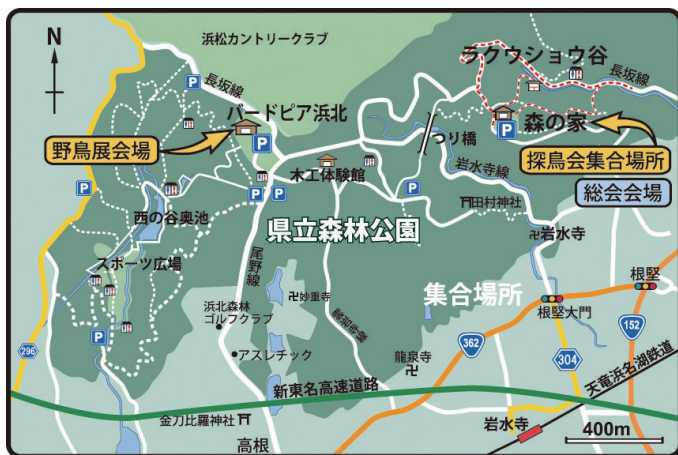 N
浜松カントリークラブ
長坂線
バードピア浜北
野鳥展会場
ラクウショウ谷
長坂線
森の家
探鳥会集合場所
総会会場
つり橋
岩水寺線
木工体験館
田村神社
西の谷奥池
県立森林公園
岩水寺
スポーツ広場
尾野線
集合場所
根堅
妙重寺
浜北森林
ゴルフクラブ
根堅大門
アスレチック
龍泉寺
296
362
304
152
天竜浜名湖鉄道
新東名高速道路
金刀比羅神社
高根
岩水寺
400m
P
P
P
P
P
P
P
P
P